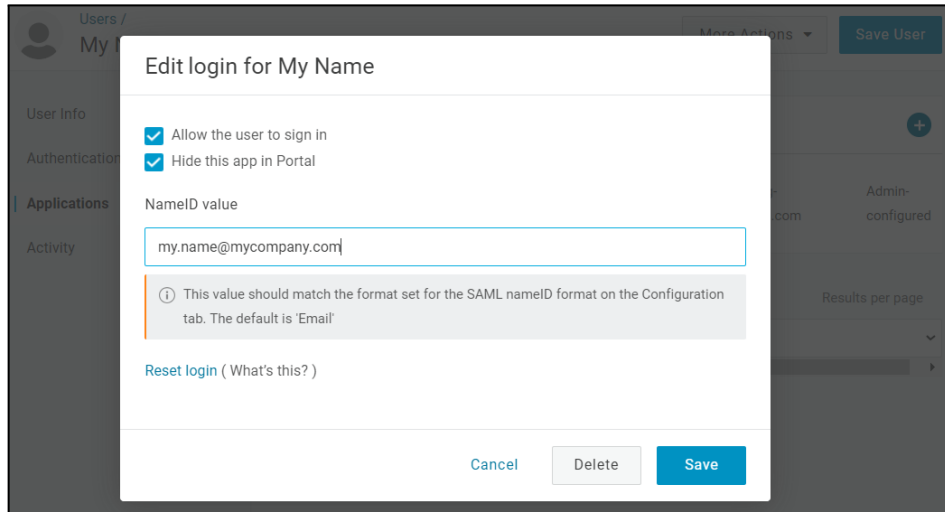 Users /
My
More Actions
Save User
User Info
Authentication
Applications
Activity
Edit login for My Name
Allow the user to sign in
Hide this app in Portal
NameID value
my.name@mycompany.com
This value should match the format set for the SAML nameID format on the Configuration
tab. The default is 'Email'
Reset login ( What's this? )
Cancel
Delete
Save
.com
Admin-
configured
Results per page